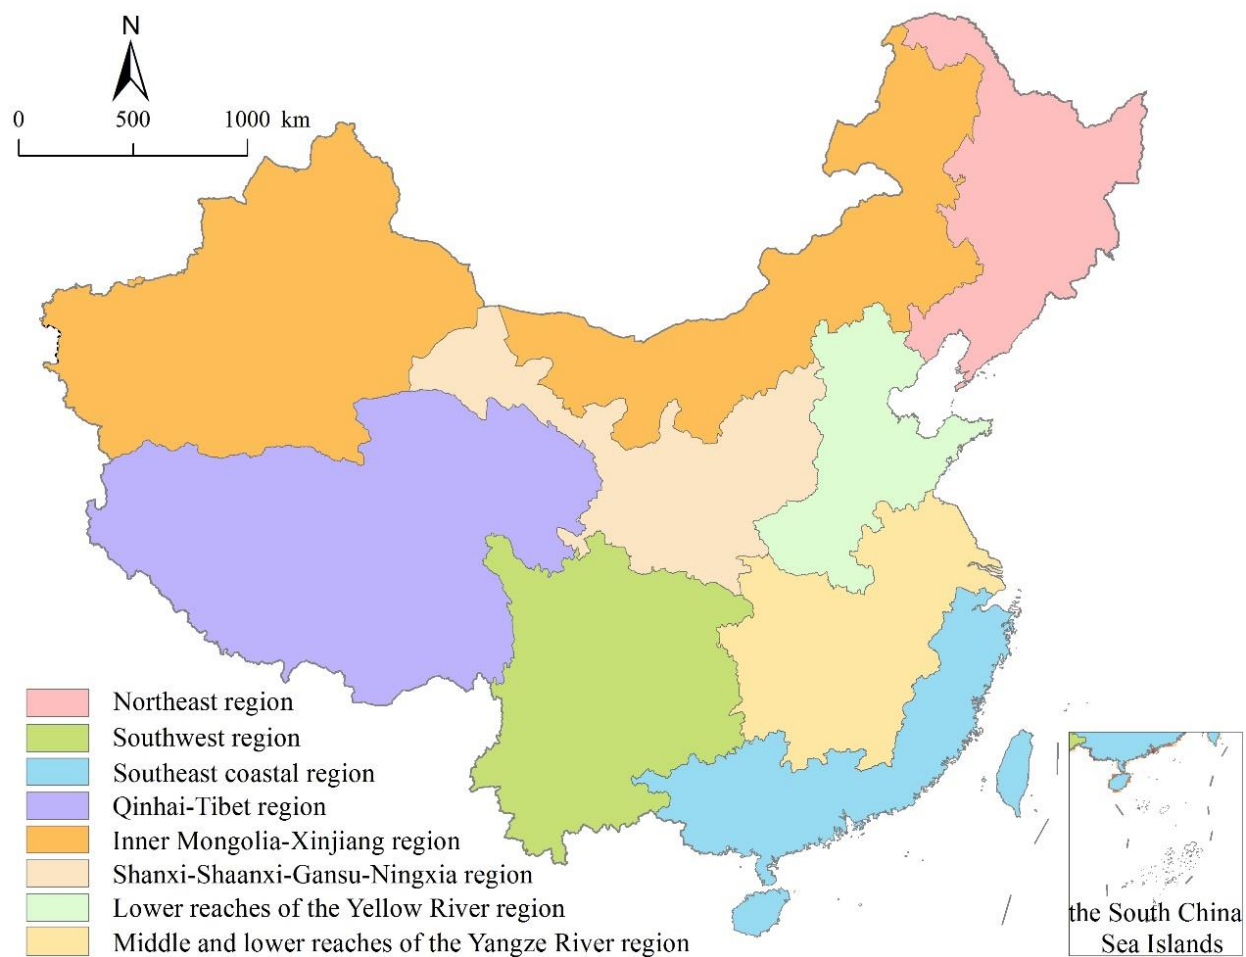 N
0 500 1000 km
Northeast region
Southwest region
Southeast coastal region
Qinhai-Tibet region
Inner Mongolia-Xinjiang region
Shanxi-Shaanxi-Gansu-Ningxia region
Lower reaches of the Yellow River region
Middle and lower reaches of the Yangze River region
the South China
Sea Islands